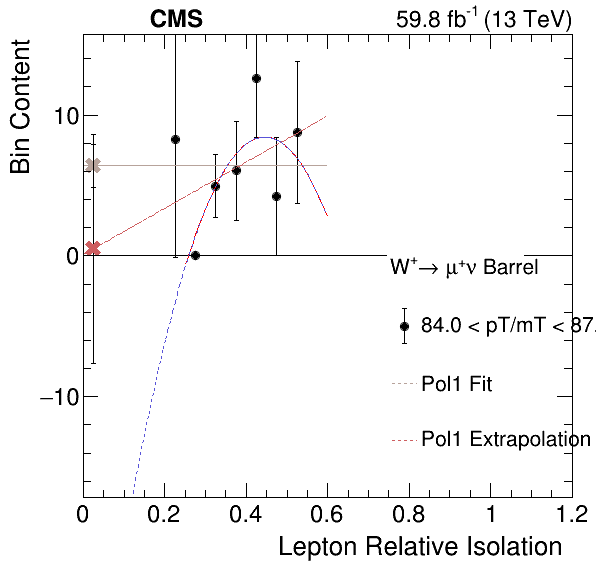 CMS 59.8 fb⁻¹ (13 TeV)
Bin Content
10
0
−10
W⁺→ μ⁺ν Barrel
84.0 < pT/mT < 87.
Pol1 Fit
Pol1 Extrapolation
0 0.2 0.4 0.6 0.8 1 1.2
Lepton Relative Isolation